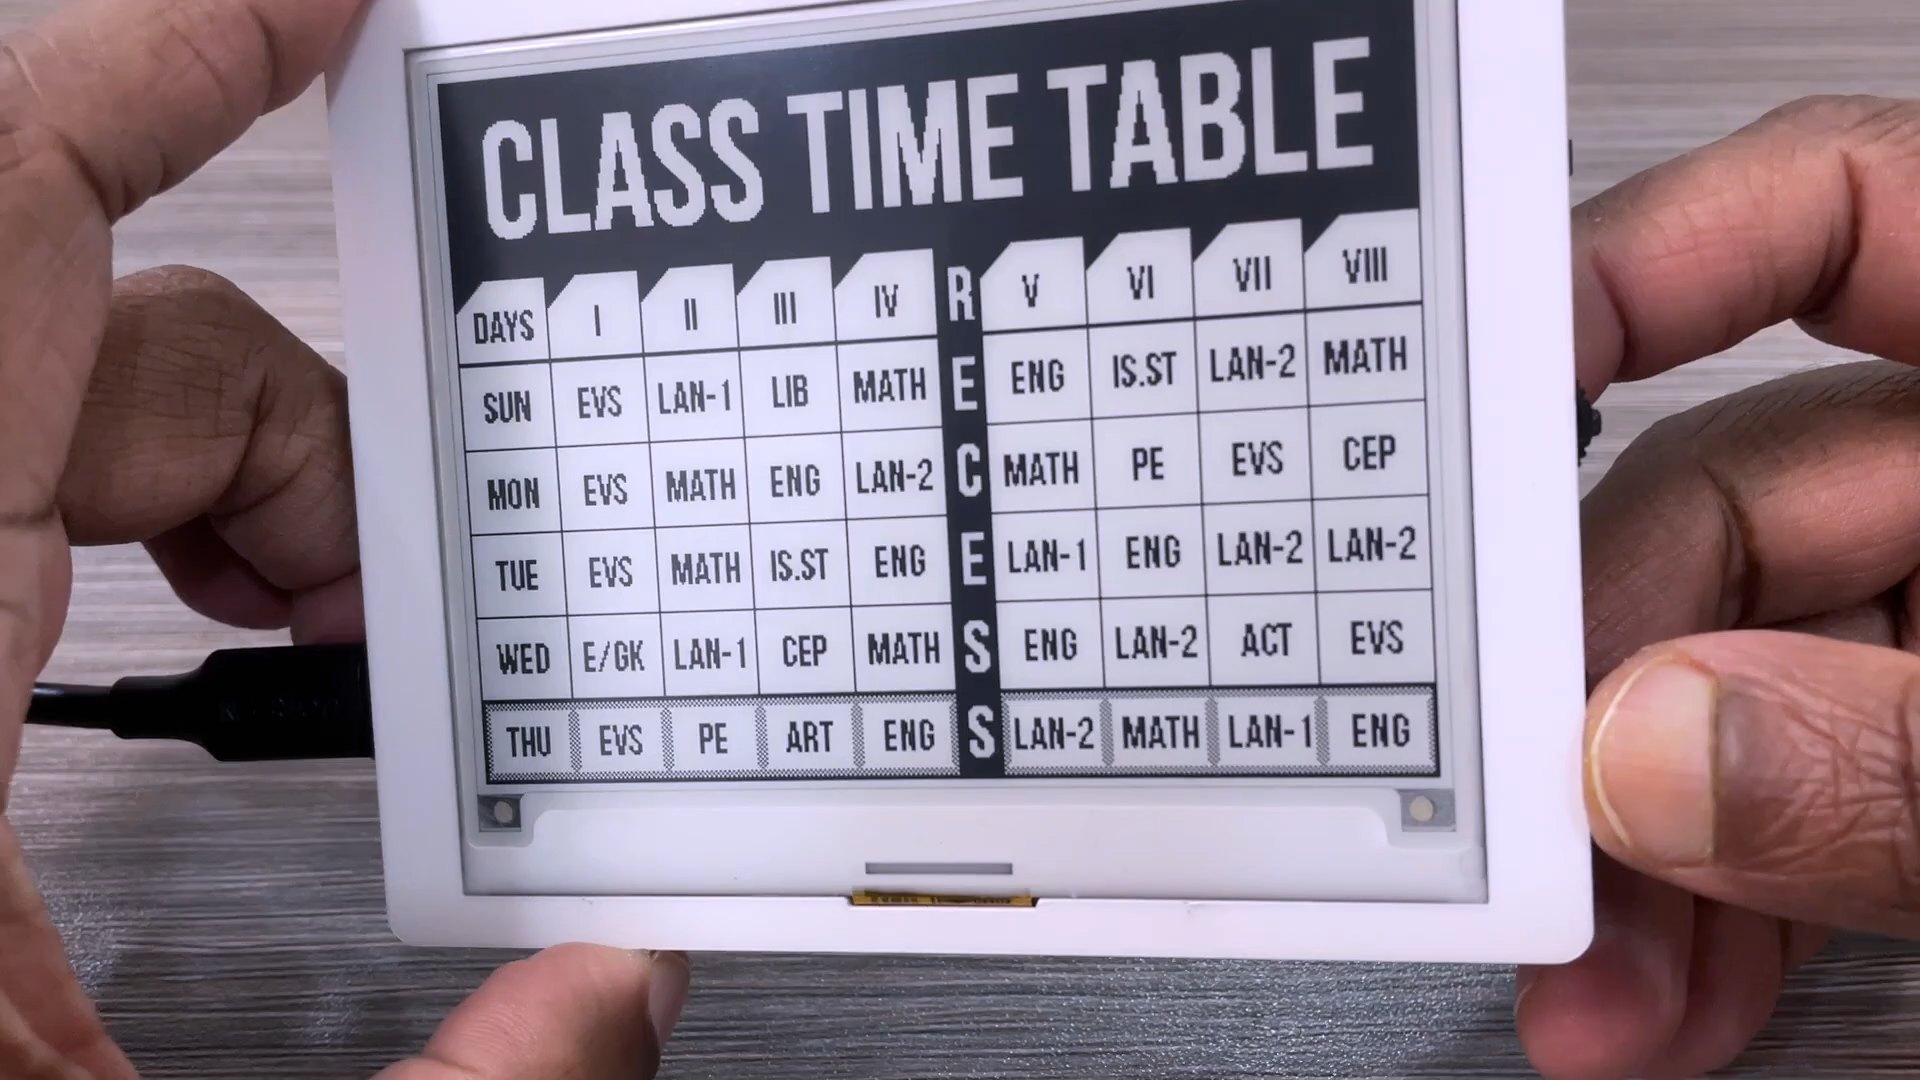 CLASS TIME TABLE
DAYS I II III IV V VI VII VIII
SUN EVS LAN-1 LIB MATH ENG IS.ST LAN-2 MATH
MON EVS MATH ENG LAN-2 MATH PE EVS CEP
TUE EVS MATH IS.ST ENG LAN-1 ENG LAN-2 LAN-2
WED E/GK LAN-1 CEP MATH ENG LAN-2 ACT EVS
THU EVS PE ART ENG LAN-2 MATH LAN-1 ENG
RECESS